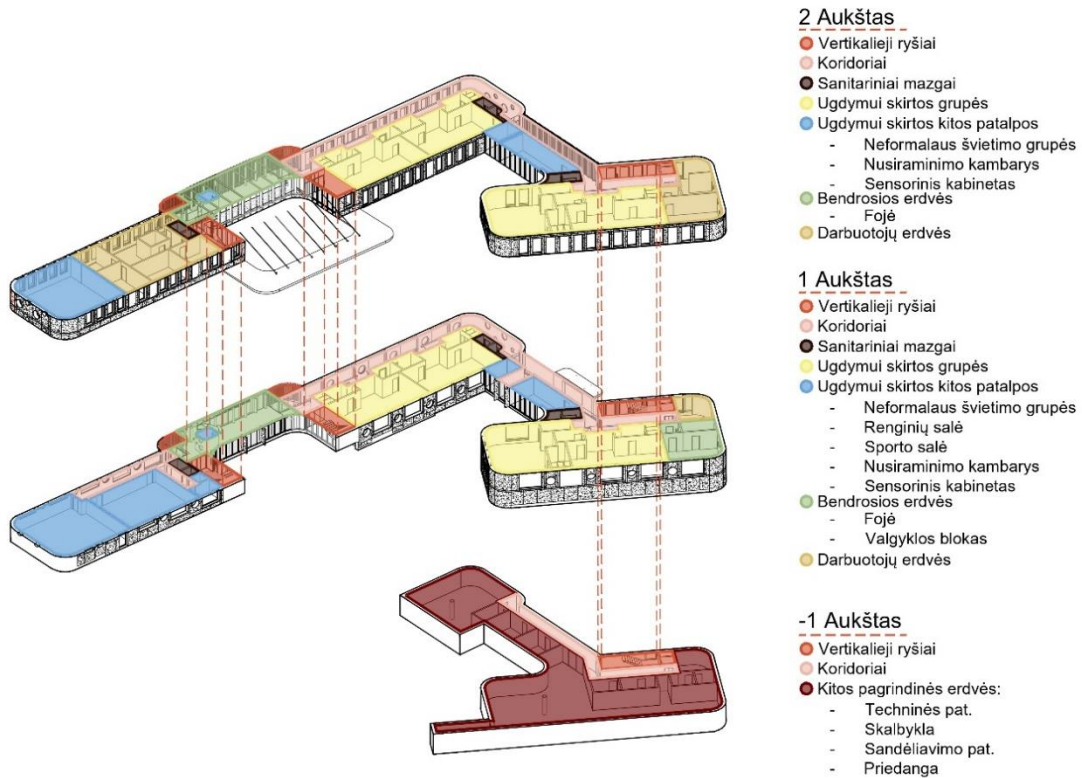 2 Aukštas
Vertikalieji ryšiai
Koridoriai
Sanitariniai mazgai
Ugdymui skirtos grupės
Ugdymui skirtos kitos patalpos
- Neformalaus švietimo grupės
- Nusiraminimo kambarys
- Sensorinis kabinetas
Bendrosios erdvės
- Fojė
Darbuotojų erdvės
1 Aukštas
Vertikalieji ryšiai
Koridoriai
Sanitariniai mazgai
Ugdymui skirtos grupės
Ugdymui skirtos kitos patalpos
- Neformalaus švietimo grupės
- Renginių salė
- Sporto salė
- Nusiraminimo kambarys
- Sensorinis kabinetas
Bendrosios erdvės
- Fojė
- Valgyklos blokas
Darbuotojų erdvės
-1 Aukštas
Vertikalieji ryšiai
Koridoriai
Kitos pagrindinės erdvės:
- Techninės pat.
- Skalbykla
- Sandėliavimo pat.
- Priedanga